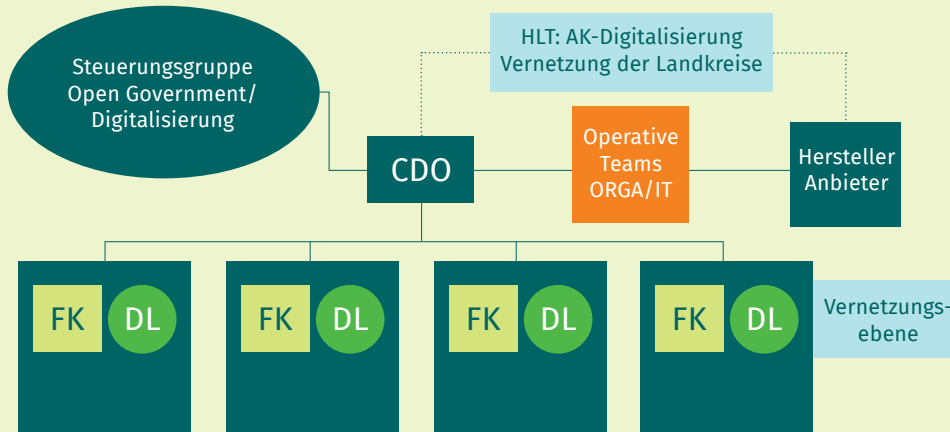 Steuerungsgruppe
Open Government/
Digitalisierung
HLT: AK-Digitalisierung
Vernetzung der Landkreise
CDO
Operative
Teams
ORGA/IT
Hersteller
Anbieter
FK DL
FK DL
FK DL
FK DL
Vernetzungs-
ebene